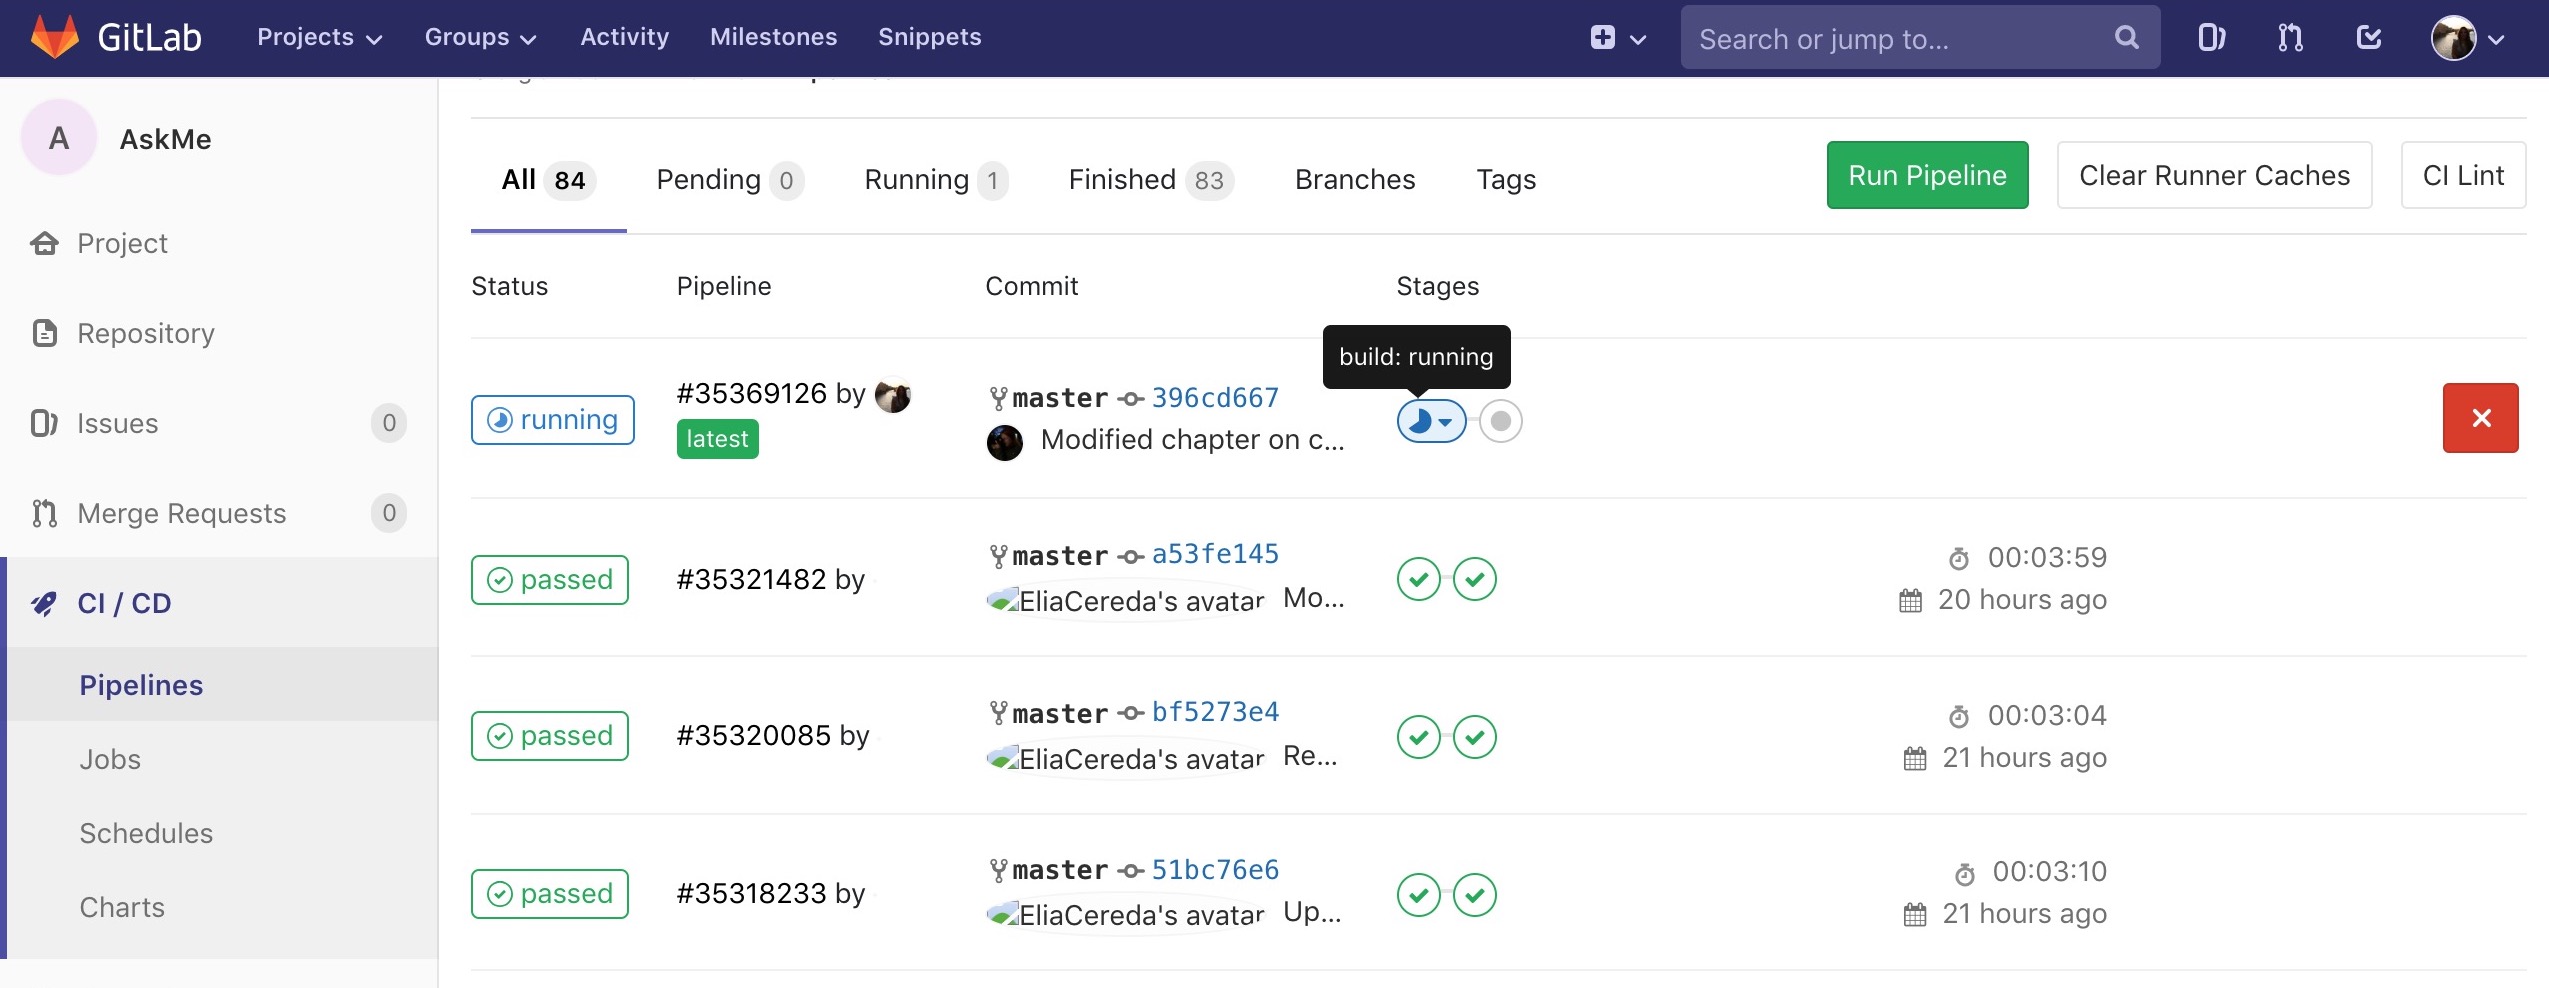 GitLab Projects Groups Activity Milestones Snippets Search or jump to...
A AskMe
Project
Repository
Issues 0
Merge Requests 0
CI / CD
Pipelines
Jobs
Schedules
Charts
All 84 Pending 0 Running 1 Finished 83 Branches Tags Run Pipeline Clear Runner Caches CI Lint
Status Pipeline Commit Stages
build: running
running #35369126 by latest master 396cd667
Modified chapter on c...
passed #35321482 by master a53fe145 00:03:59
EliaCereda's avatar Mo... 20 hours ago
passed #35320085 by master bf5273e4 00:03:04
EliaCereda's avatar Re... 21 hours ago
passed #35318233 by master 51bc76e6 00:03:10
EliaCereda's avatar Up... 21 hours ago